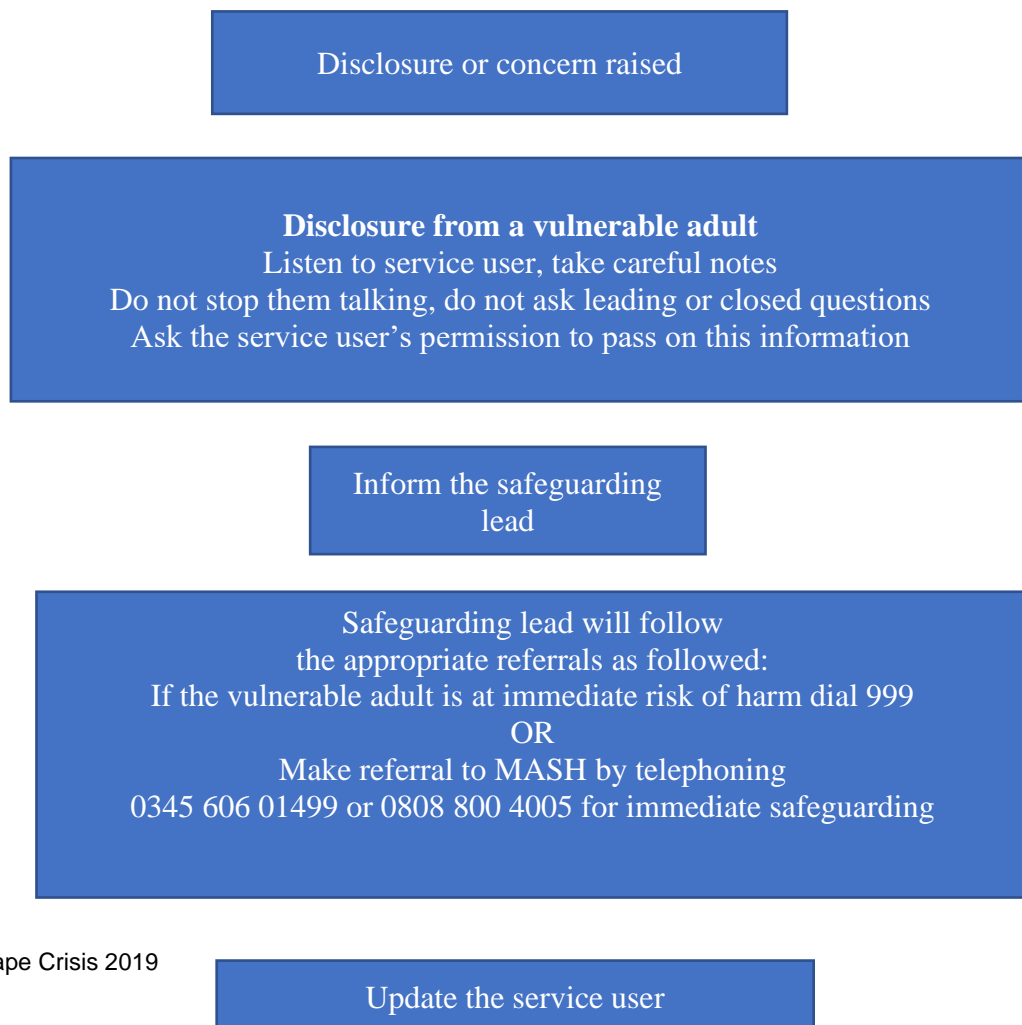 Disclosure or concern raised
Disclosure from a vulnerable adult
Listen to service user, take careful notes
Do not stop them talking, do not ask leading or closed questions
Ask the service user’s permission to pass on this information
Inform the safeguarding
lead
Safeguarding lead will follow
the appropriate referrals as followed:
If the vulnerable adult is at immediate risk of harm dial 999
OR
Make referral to MASH by telephoning
0345 606 01499 or 0808 800 4005 for immediate safeguarding
ape Crisis 2019
Update the service user